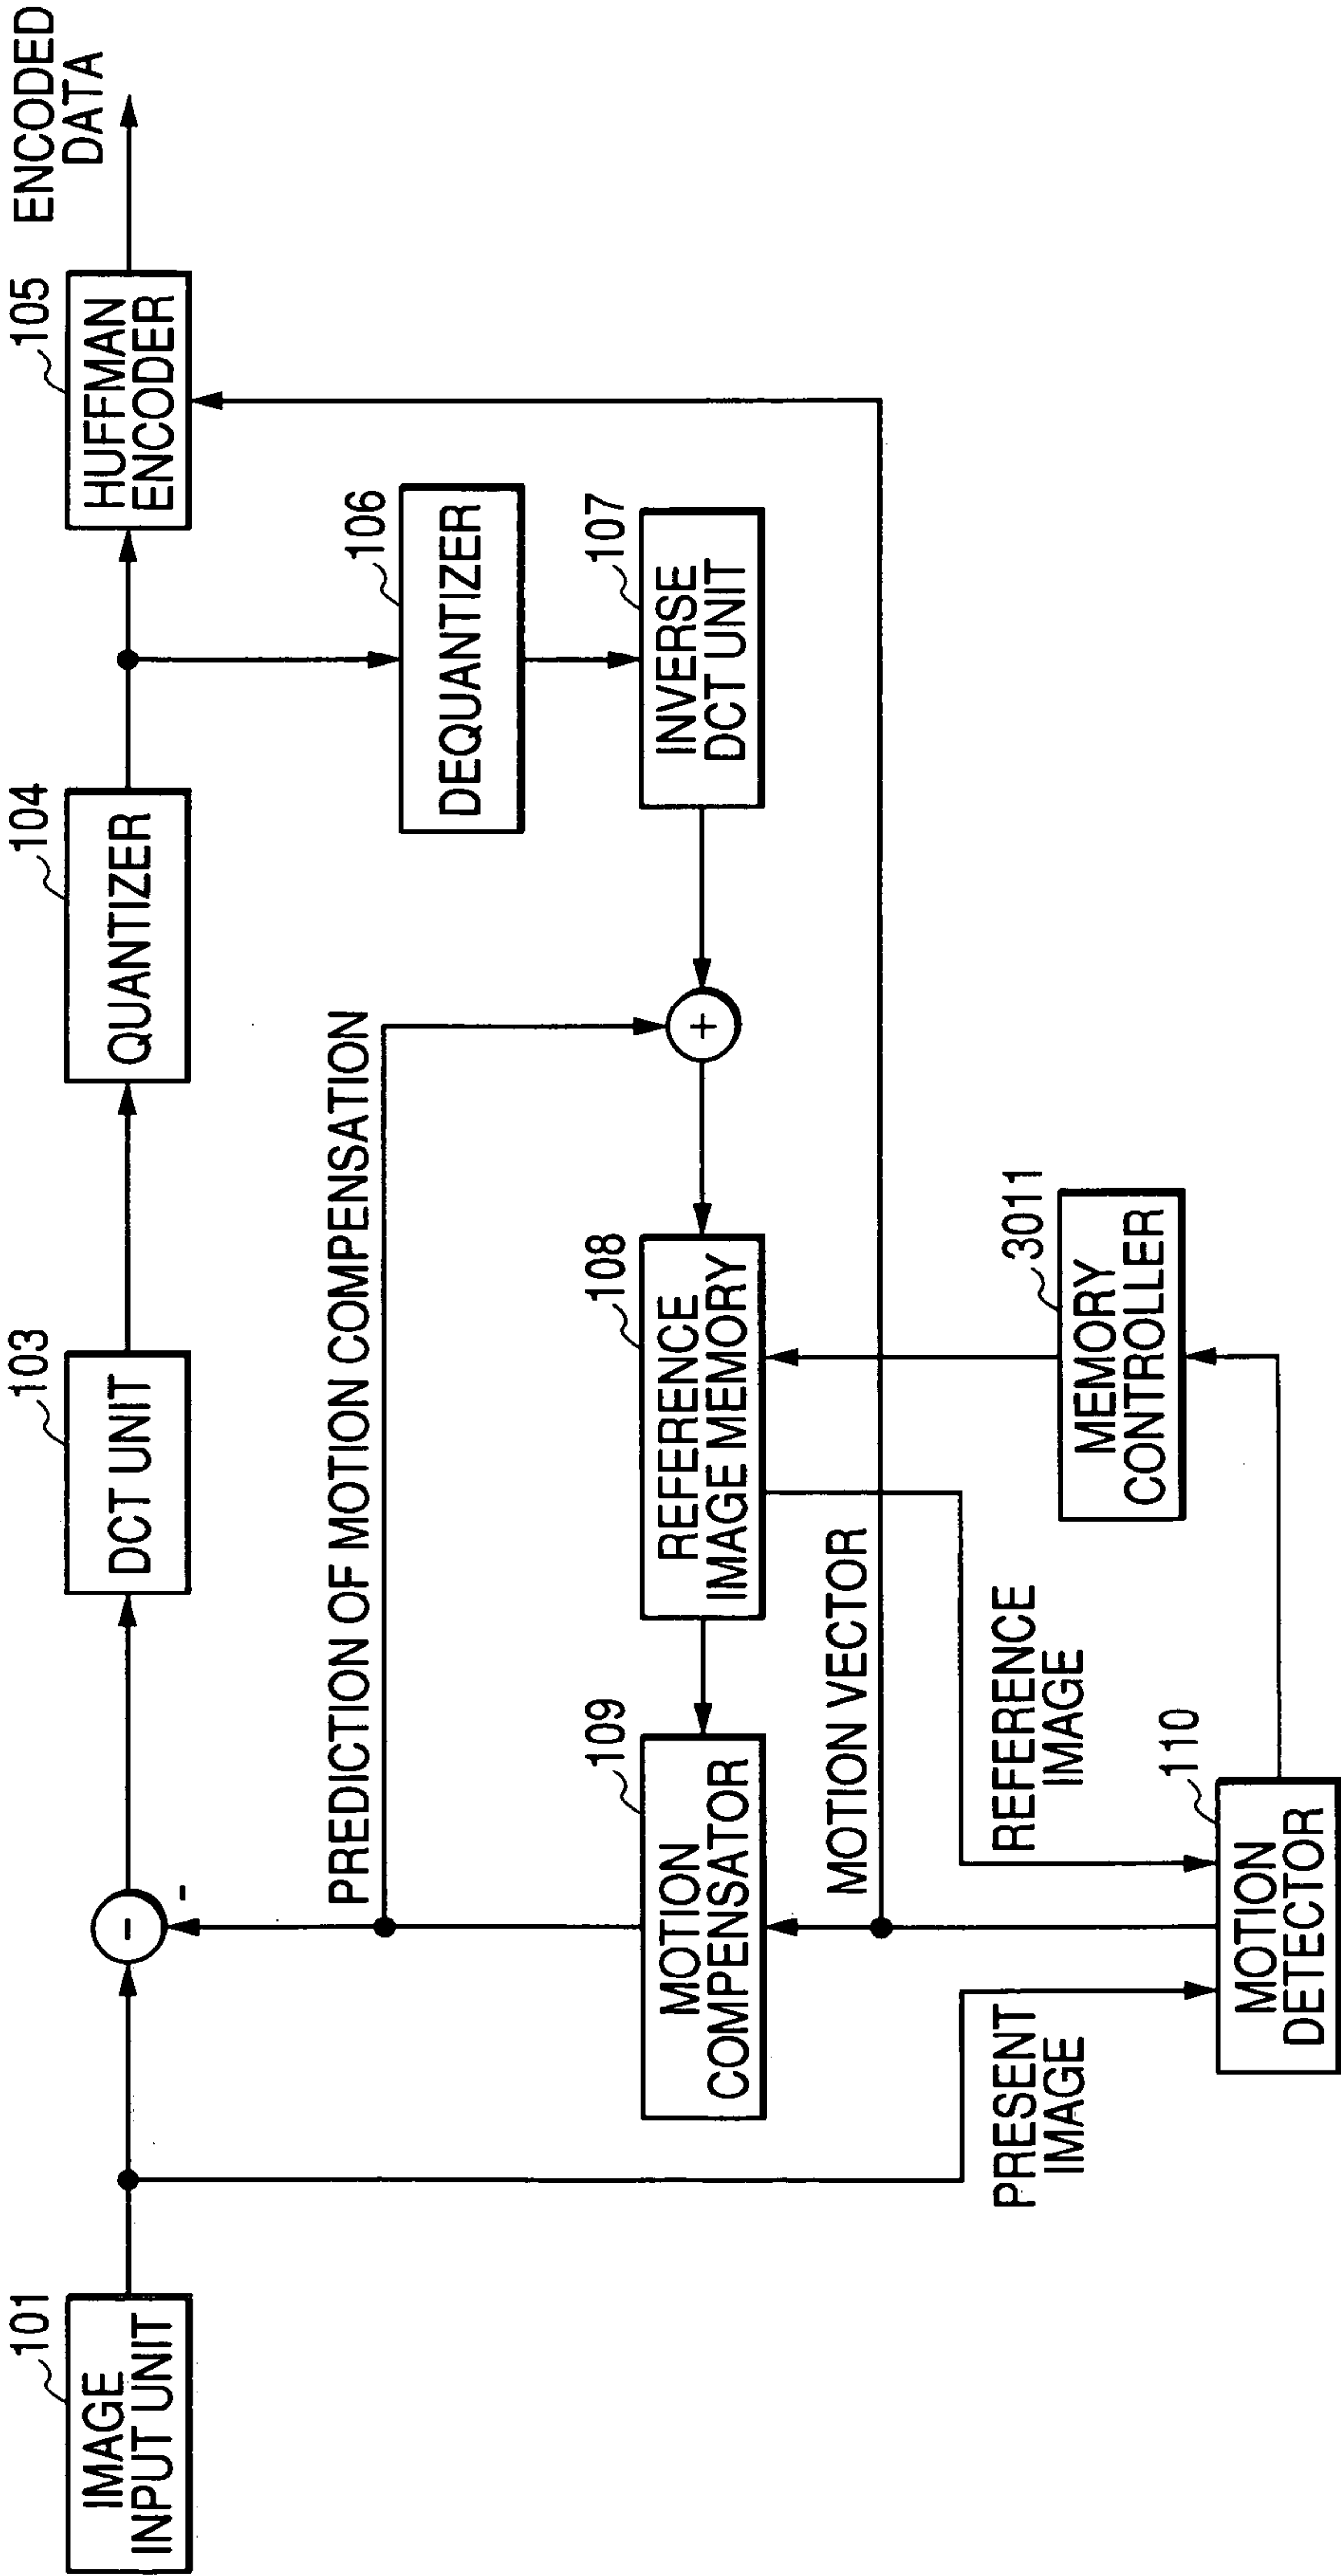 101
IMAGE
INPUT UNIT
-
-
103
DCT UNIT
104
QUANTIZER
105
HUFFMAN
ENCODER
ENCODED
DATA
PREDICTION OF MOTION COMPENSATION
106
DEQUANTIZER
109
MOTION
COMPENSATOR
108
REFERENCE
IMAGE MEMORY
+
107
INVERSE
DCT UNIT
MOTION VECTOR
PRESENT
IMAGE
REFERENCE
IMAGE
3011
MEMORY
CONTROLLER
110
MOTION
DETECTOR